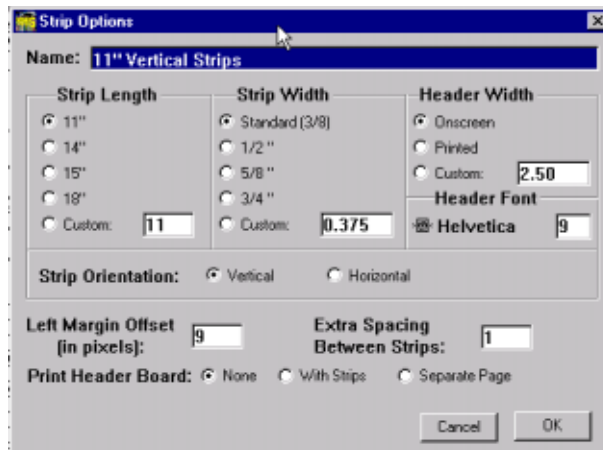 Strip Options
Name: 11" Vertical Strips
Strip Length
11"
14"
15"
18"
Custom: 11
Strip Width
Standard (3/8)
1/2 "
5/8 "
3/4 "
Custom: 0.375
Header Width
Onscreen
Printed
Custom: 2.50
Header Font
Helvetica 9
Strip Orientation: Vertical Horizontal
Left Margin Offset
(in pixels): 9
Extra Spacing
Between Strips: 1
Print Header Board: None With Strips Separate Page
Cancel OK